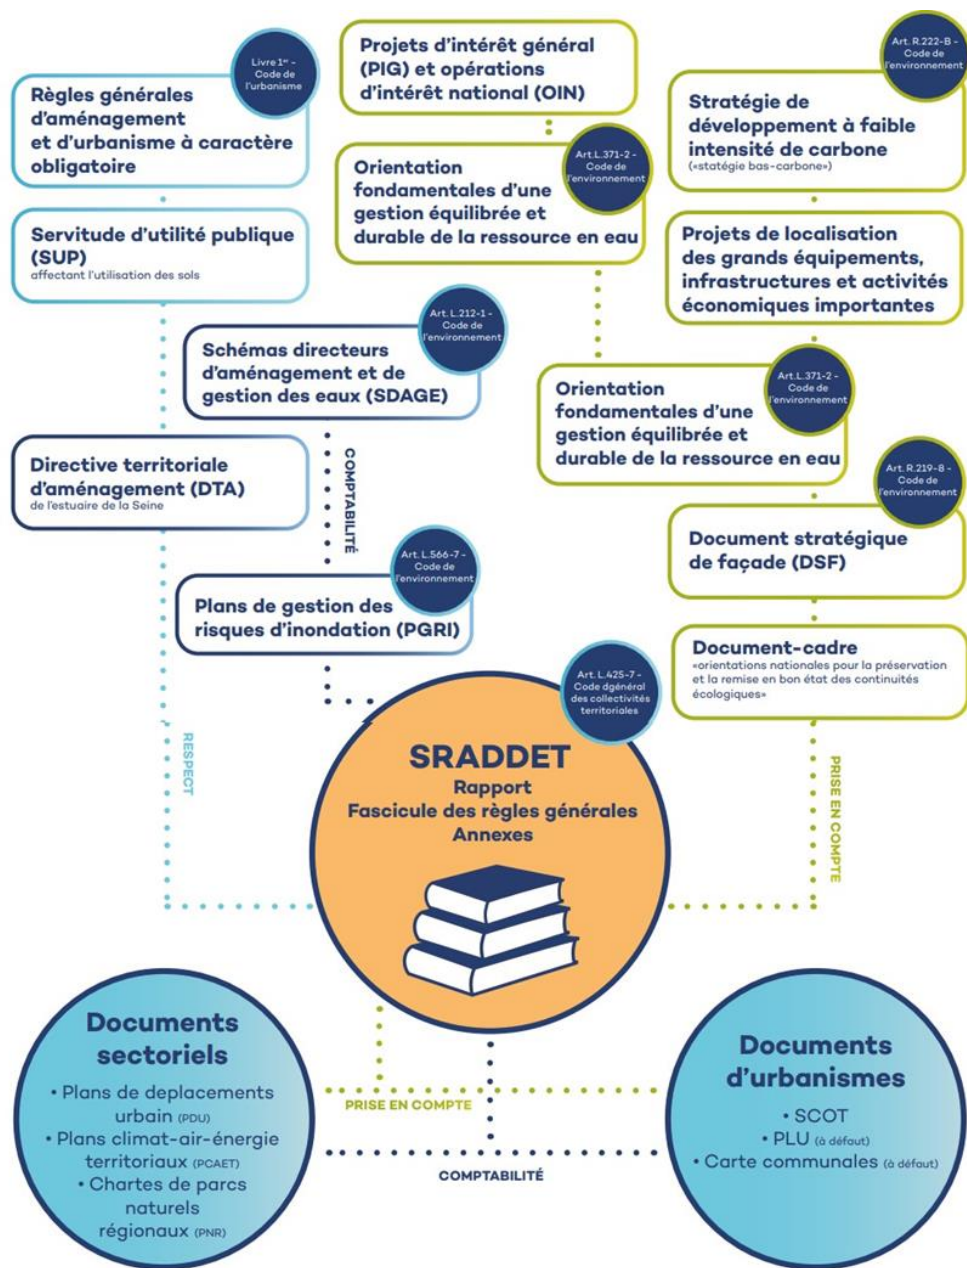 Livre 1er –
Code de
l'urbanisme
Règles générales
d'aménagement
et d'urbanisme à caractère
obligatoire
Servitude d'utilité publique
(SUP)
affectant l'utilisation des sols
Projets d'intérêt général
(PIG) et opérations
d'intérêt national (OIN)
Art.L.371-2 –
Code de
l'environnement
Orientation
fondamentales d'une
gestion équilibrée et
durable de la ressource en eau
Art. R.222-B –
Code de
l'environnement
Stratégie de
développement à faible
intensité de carbone
(«statégie bas-carbone»)
Projets de localisation
des grands équipements,
infrastructures et activités
économiques importantes
Art. L.212-1 –
Code de
l'environnement
Schémas directeurs
d'aménagement et de
gestion des eaux (SDAGE)
Art.L.371-2 –
Code de
l'environnement
Orientation
fondamentales d'une
gestion équilibrée et
durable de la ressource en eau
Directive territoriale
d'aménagement (DTA)
de l'estuaire de la Seine
COMPTABILITÉ
Art. R.219-8 –
Code de
l'environnement
Document stratégique
de façade (DSF)
Art. L.566-7 –
Code de
l'environnement
Plans de gestion des
risques d'inondation (PGRI)
Document-cadre
«orientations nationales pour la préservation
et la remise en bon état des continuités
écologiques»
Art. L.425-7 –
Code dgénéral
des collectivités
territoriales
RESPECT
SRADDET
Rapport
Fascicule des règles générales
Annexes
PRISE EN COMPTE
Documents
sectoriels
• Plans de deplacements
urbain (PDU)
• Plans climat-air-énergie
territoriaux (PCAET)
• Chartes de parcs
naturels
régionaux (PNR)
PRISE EN COMPTE
COMPTABILITÉ
Documents
d'urbanismes
• SCOT
• PLU (à défaut)
• Carte communales (à défaut)